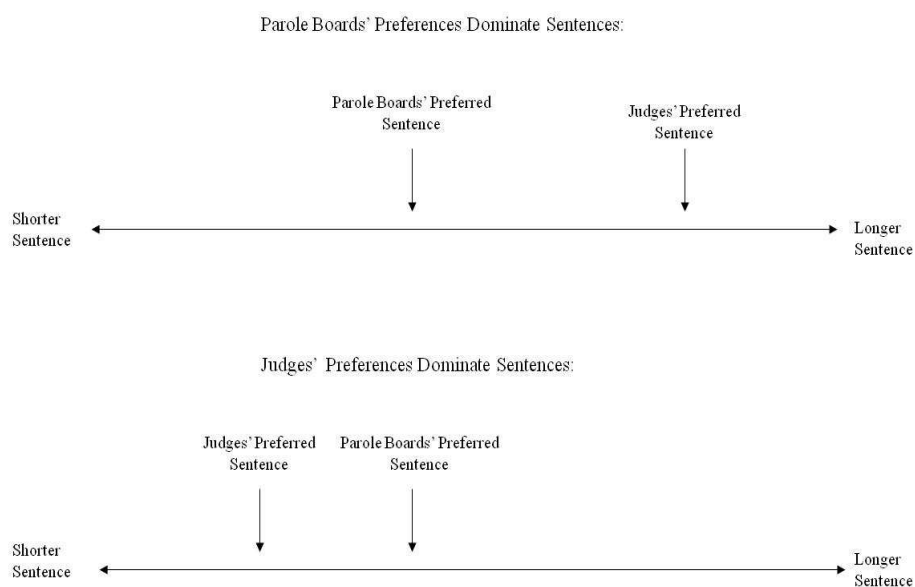 Parole Boards’ Preferences Dominate Sentences:
Parole Boards’ Preferred
Sentence
Judges’ Preferred
Sentence
Shorter
Sentence
Longer
Sentence
Judges’ Preferences Dominate Sentences:
Judges’ Preferred
Sentence
Parole Boards’ Preferred
Sentence
Shorter
Sentence
Longer
Sentence